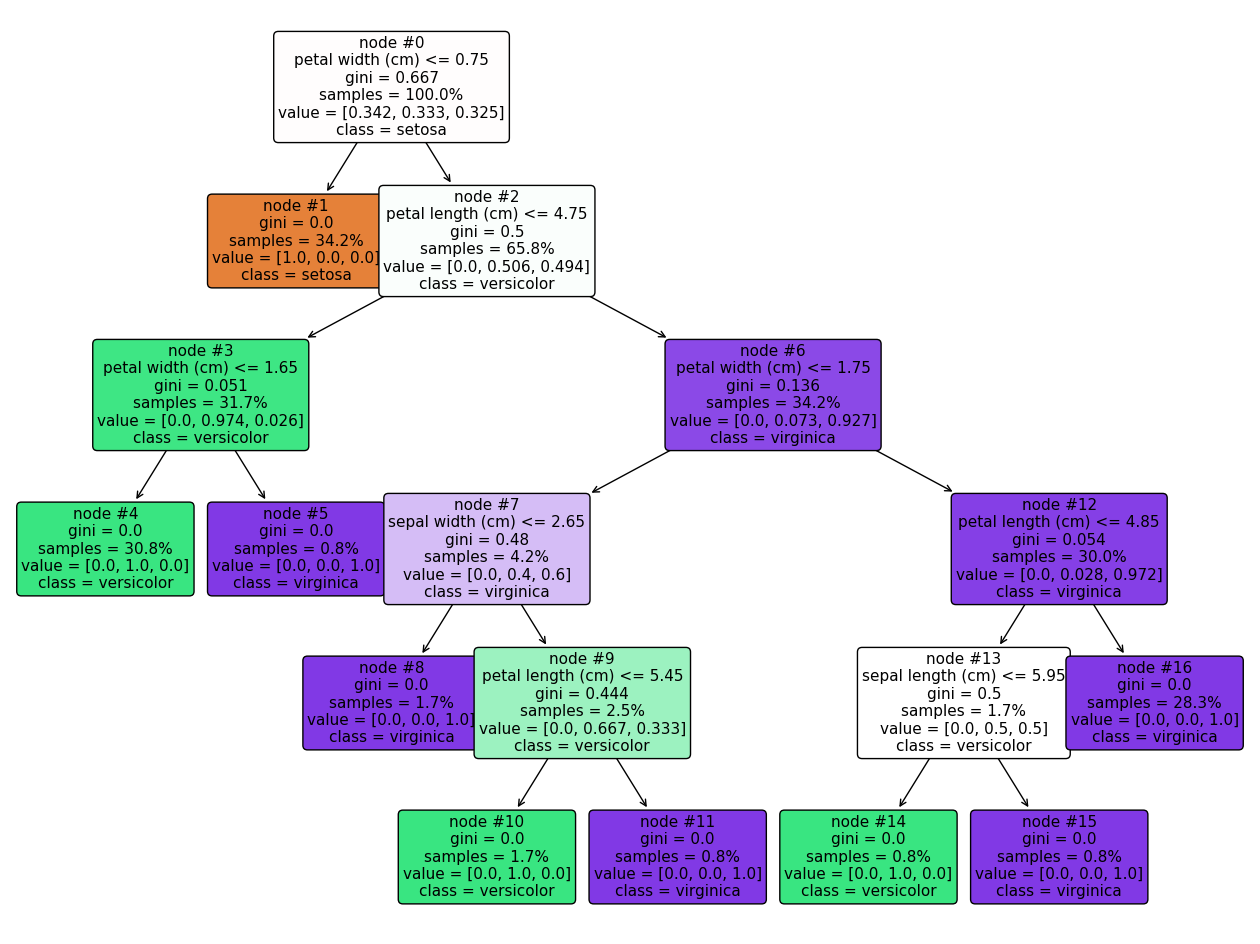 node #0
petal width (cm) <= 0.75
gini = 0.667
samples = 100.0%
value = [0.342, 0.333, 0.325]
class = setosa
node #1
gini = 0.0
samples = 34.2%
value = [1.0, 0.0, 0.0]
class = setosa
node #2
petal length (cm) <= 4.75
gini = 0.5
samples = 65.8%
value = [0.0, 0.506, 0.494]
class = versicolor
node #3
petal width (cm) <= 1.65
gini = 0.051
samples = 31.7%
value = [0.0, 0.974, 0.026]
class = versicolor
node #6
petal width (cm) <= 1.75
gini = 0.136
samples = 34.2%
value = [0.0, 0.073, 0.927]
class = virginica
node #4
gini = 0.0
samples = 30.8%
value = [0.0, 1.0, 0.0]
class = versicolor
node #5
gini = 0.0
samples = 0.8%
value = [0.0, 0.0, 1.0]
class = virginica
node #7
sepal width (cm) <= 2.65
gini = 0.48
samples = 4.2%
value = [0.0, 0.4, 0.6]
class = virginica
node #12
petal length (cm) <= 4.85
gini = 0.054
samples = 30.0%
value = [0.0, 0.028, 0.972]
class = virginica
node #8
gini = 0.0
samples = 1.7%
value = [0.0, 0.0, 1.0]
class = virginica
node #9
petal length (cm) <= 5.45
gini = 0.444
samples = 2.5%
value = [0.0, 0.667, 0.333]
class = versicolor
node #13
sepal length (cm) <= 5.95
gini = 0.5
samples = 1.7%
value = [0.0, 0.5, 0.5]
class = versicolor
node #16
gini = 0.0
samples = 28.3%
value = [0.0, 0.0, 1.0]
class = virginica
node #10
gini = 0.0
samples = 1.7%
value = [0.0, 1.0, 0.0]
class = versicolor
node #11
gini = 0.0
samples = 0.8%
value = [0.0, 0.0, 1.0]
class = virginica
node #14
gini = 0.0
samples = 0.8%
value = [0.0, 1.0, 0.0]
class = versicolor
node #15
gini = 0.0
samples = 0.8%
value = [0.0, 0.0, 1.0]
class = virginica